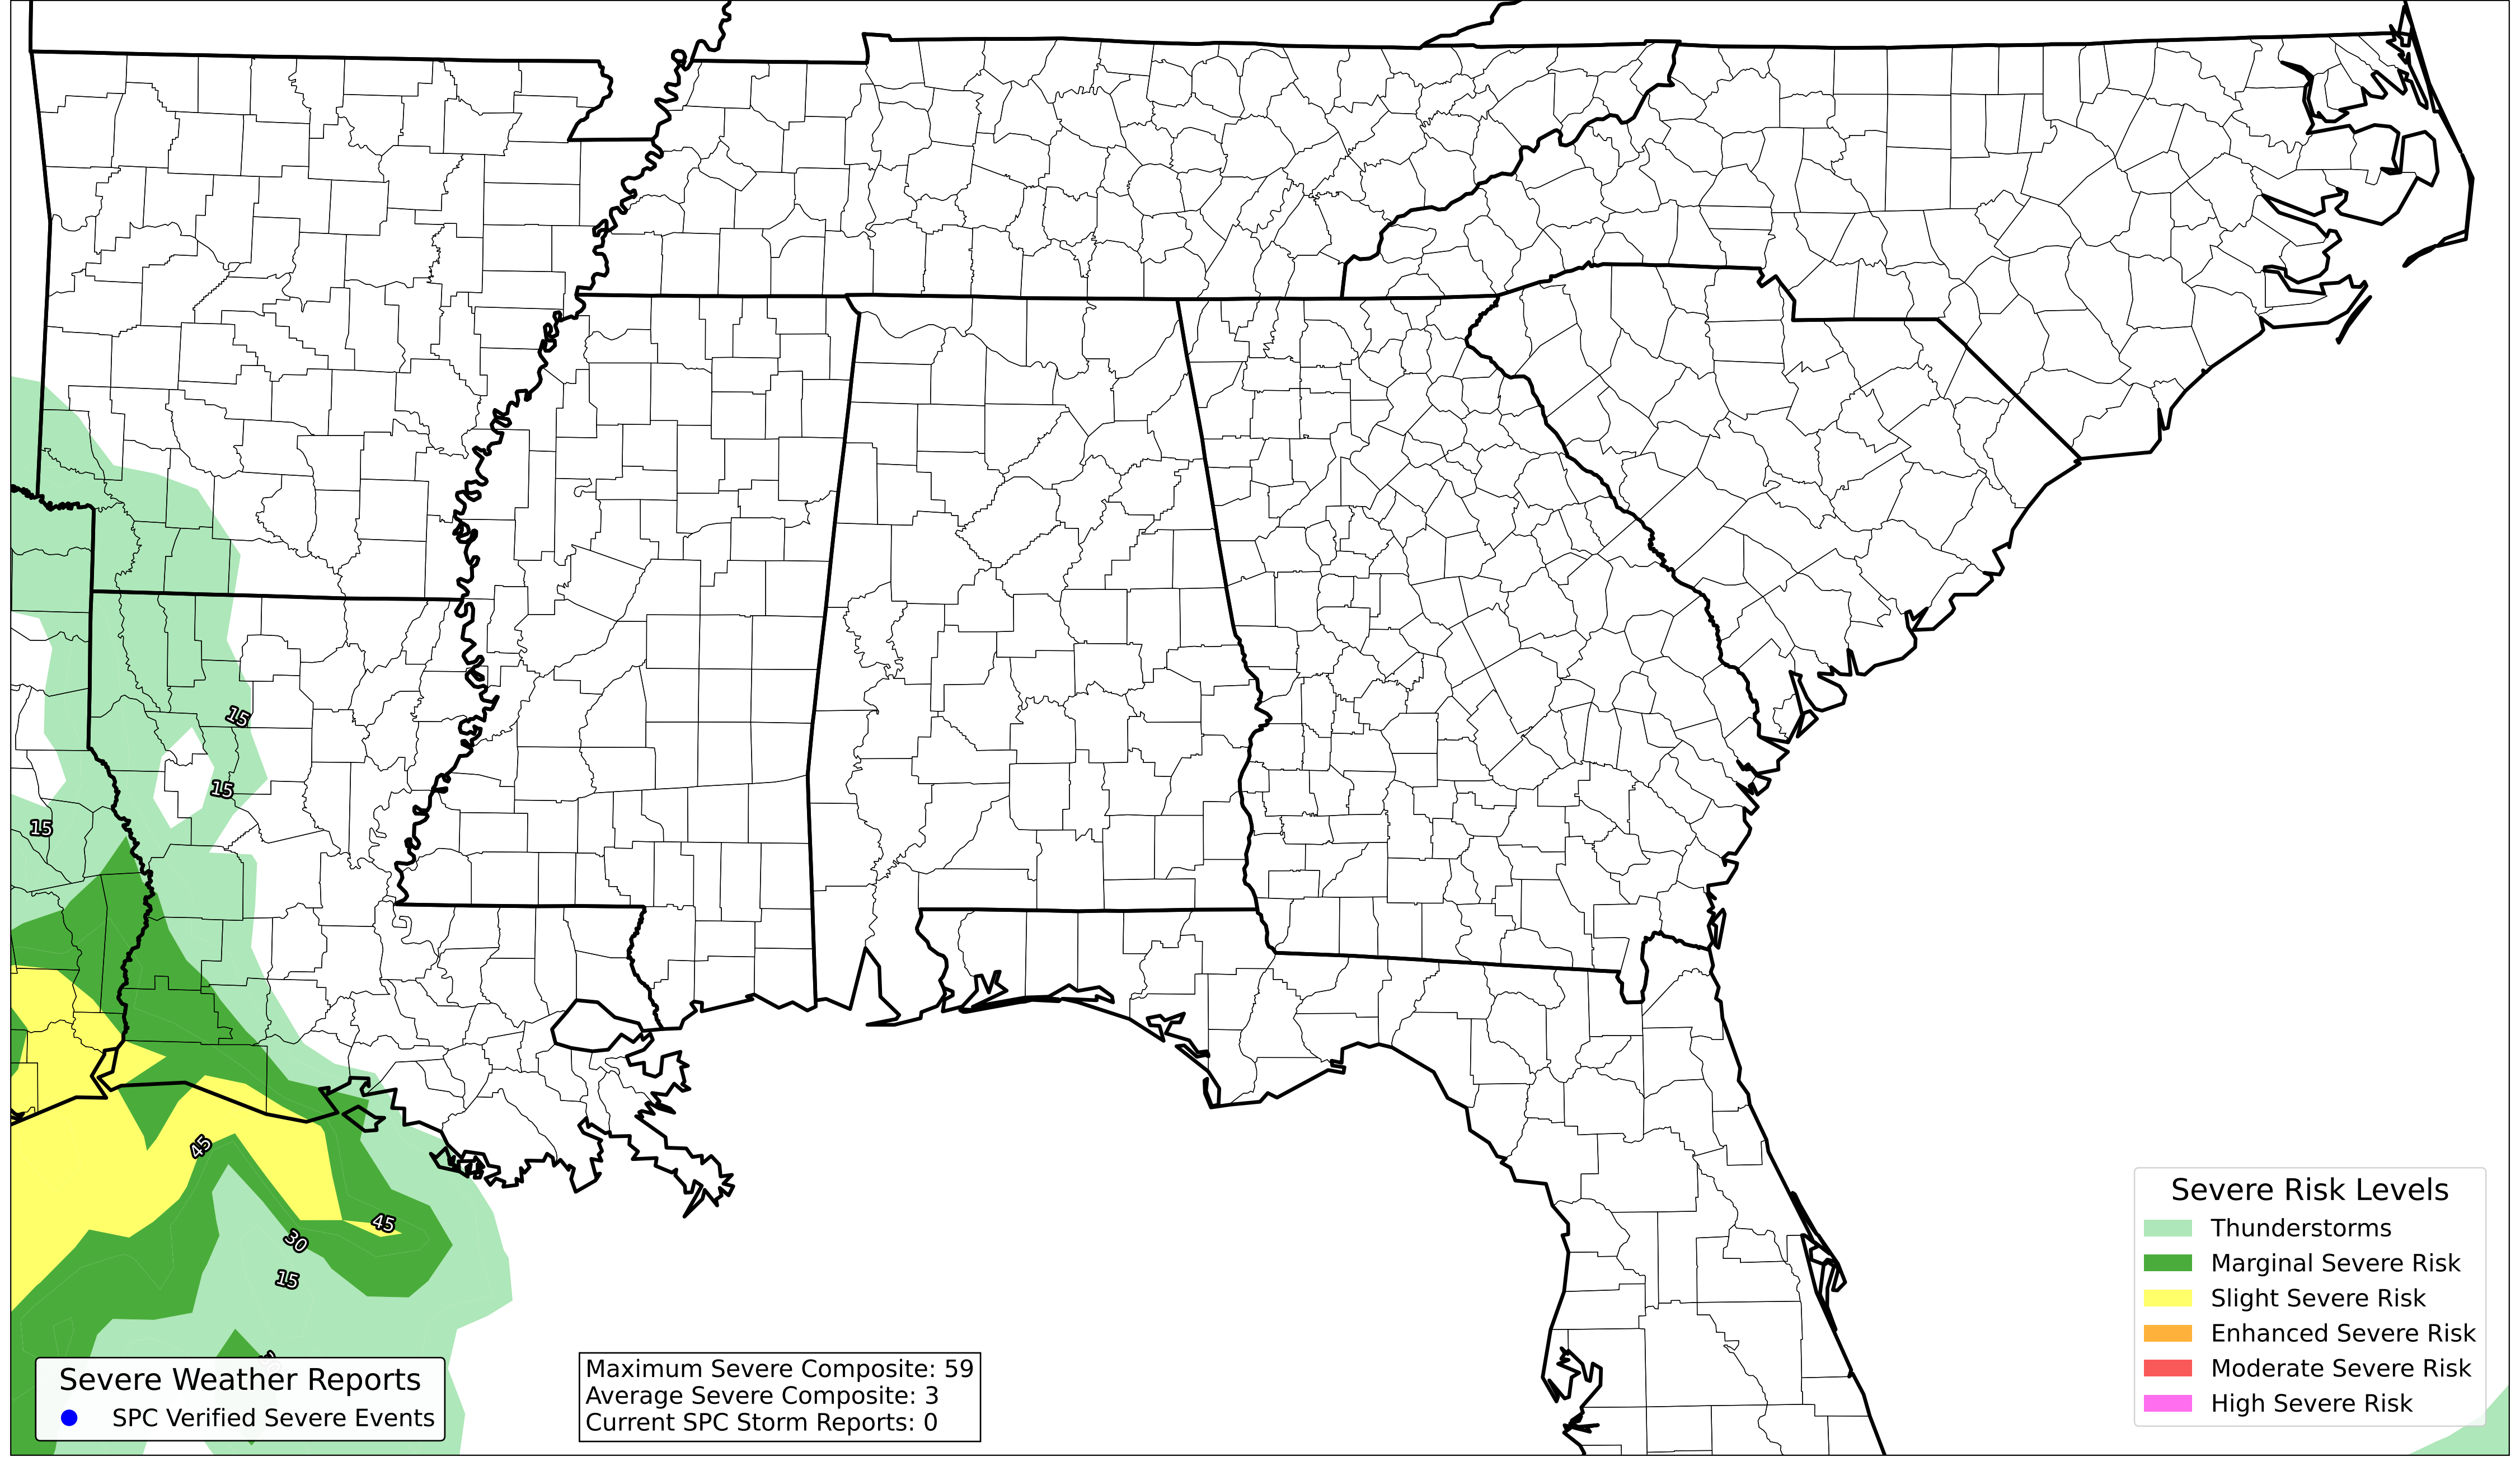 15
15
15
45
45
30
15
Severe Weather Reports
SPC Verified Severe Events
Maximum Severe Composite: 59
Average Severe Composite: 3
Current SPC Storm Reports: 0
Severe Risk Levels
Thunderstorms
Marginal Severe Risk
Slight Severe Risk
Enhanced Severe Risk
Moderate Severe Risk
High Severe Risk